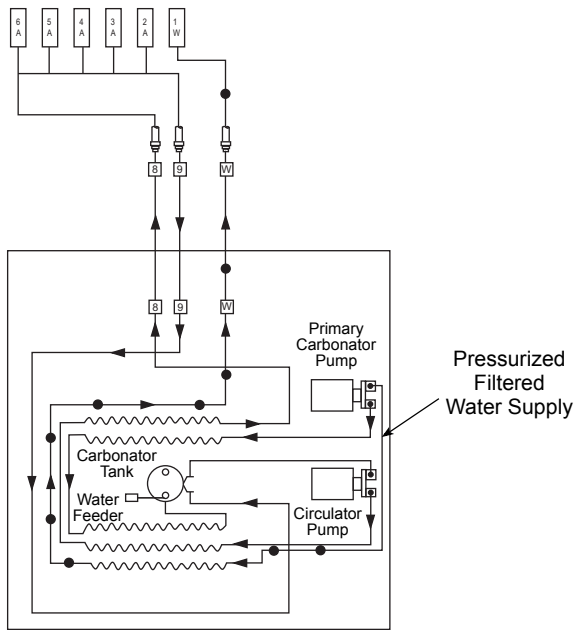 6 A
5 A
4 A
3 A
2 A
1 W
8
9
W
8
9
W
Primary
Carbonator
Pump
Pressurized
Filtered
Water Supply
Carbonator
Tank
Water
Feeder
Circulator
Pump